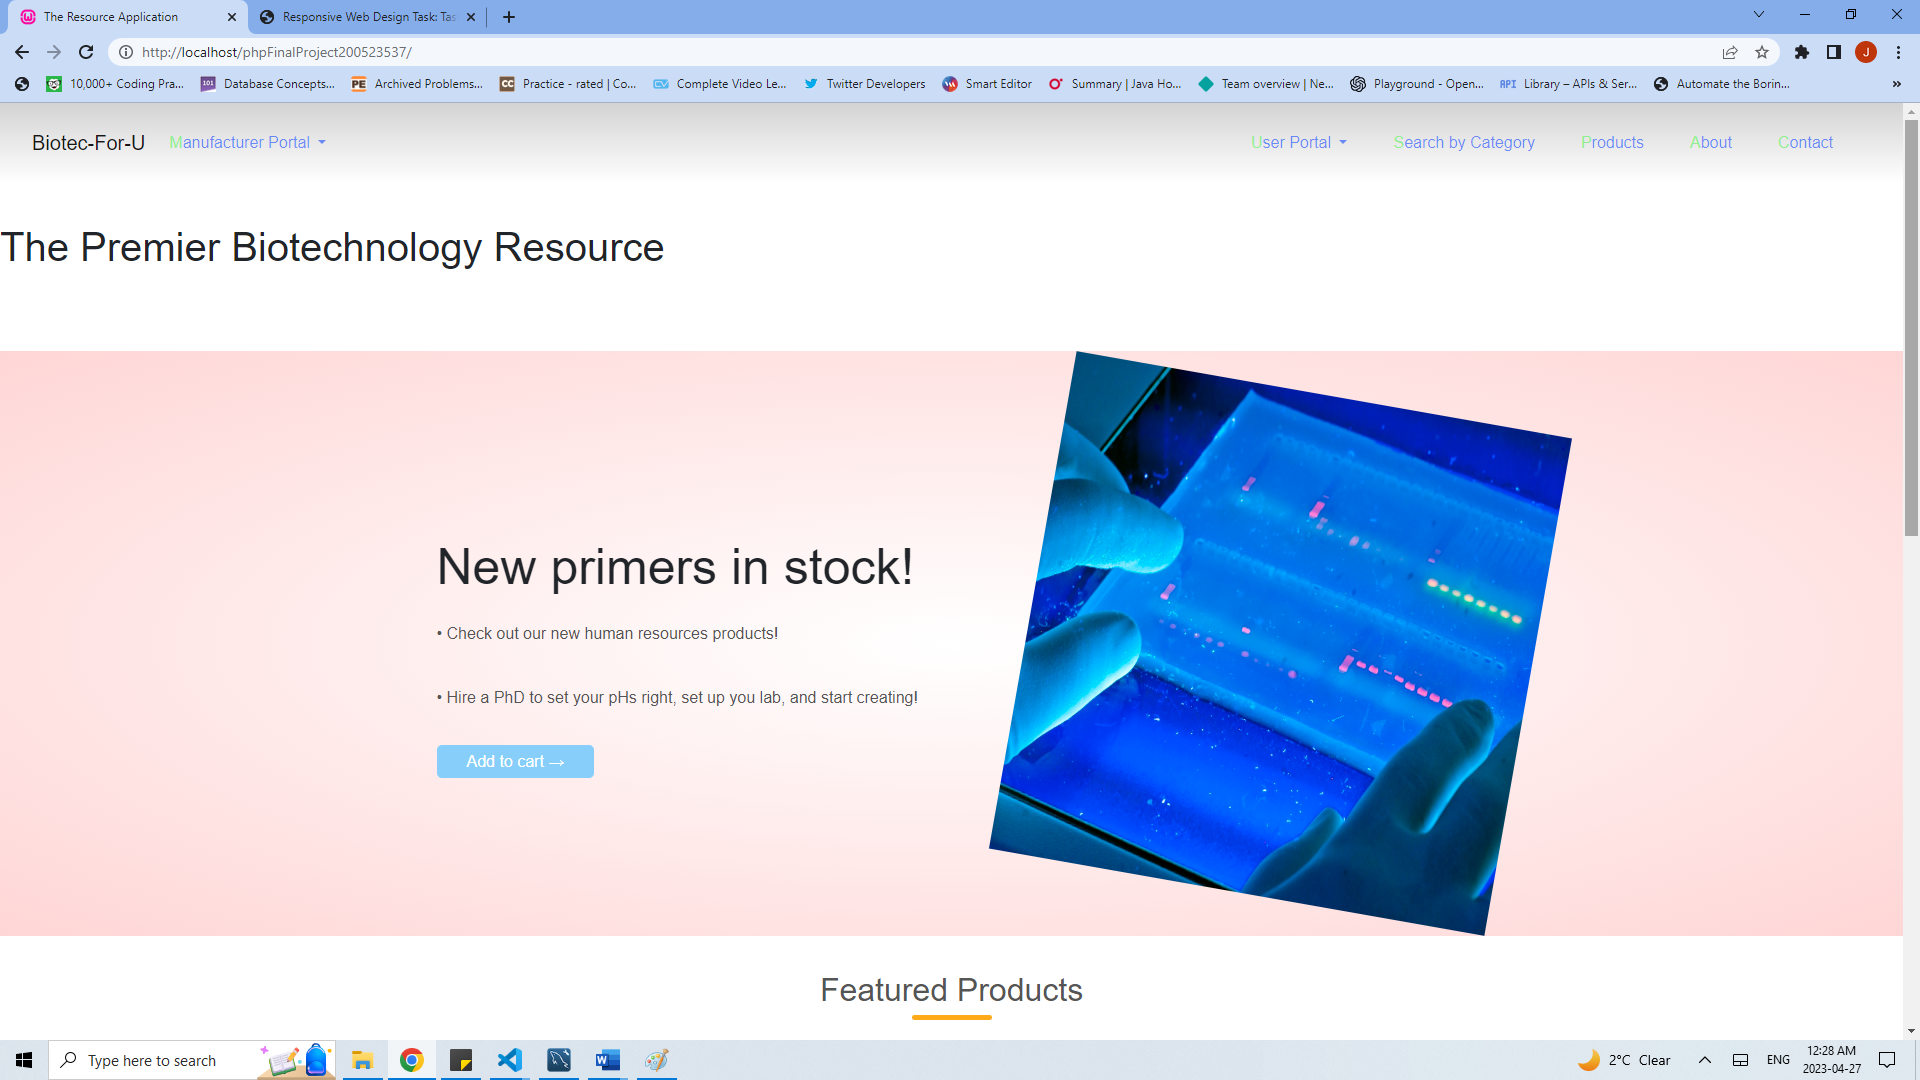 The Resource Application
Responsive Web Design Task: Tas
http://localhost/phpFinalProject200523537/
J
10,000+ Coding Pra...
Database Concepts...
Archived Problems...
Practice - rated | Co...
Complete Video Le...
Twitter Developers
Smart Editor
Summary | Java Ho...
Team overview | Ne...
Playground - Open...
API
Library – APIs & Ser...
Automate the Borin...
»
Biotec-For-U
Manufacturer Portal
User Portal
Search by Category
Products
About
Contact
The Premier Biotechnology Resource
New primers in stock!
• Check out our new human resources products!
• Hire a PhD to set your pHs right, set up you lab, and start creating!
Add to cart →
Featured Products
Type here to search
2°C Clear
ENG
12:28 AM
2023-04-27